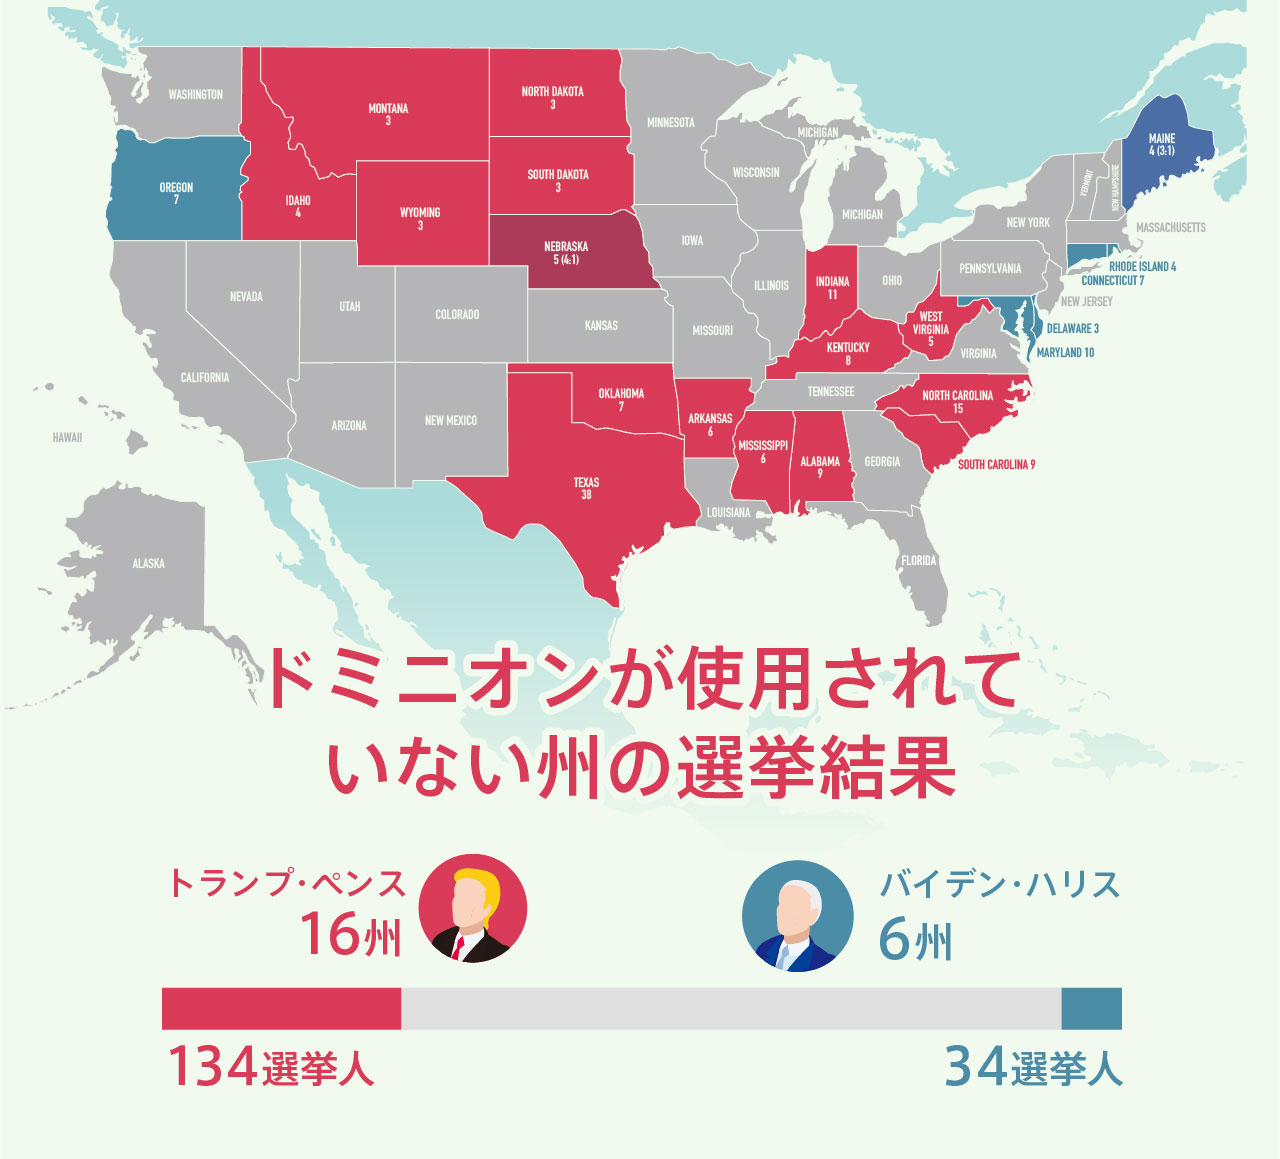 WASHINGTON
MONTANA
3
NORTH DAKOTA
3
MINNESOTA
MICHIGAN
MAINE
4 (3:1)
OREGON
7
IDAHO
4
WYOMING
3
SOUTH DAKOTA
3
WISCONSIN
MICHIGAN
VERMONT
NEW HAMPSHIRE
NEW YORK
MASSACHUSETTS
NEBRASKA
5 (4:1)
IOWA
RHODE ISLAND 4
CONNECTICUT 7
PENNSYLVANIA
NEW JERSEY
NEVADA
UTAH
COLORADO
KANSAS
MISSOURI
ILLINOIS
INDIANA
11
OHIO
WEST
VIRGINIA
5
DELAWARE 3
MARYLAND 10
VIRGINIA
KENTUCKY
8
CALIFORNIA
ARIZONA
NEW MEXICO
OKLAHOMA
7
ARKANSAS
6
TENNESSEE
NORTH CAROLINA
15
HAWAII
TEXAS
38
MISSISSIPPI
6
ALABAMA
9
GEORGIA
SOUTH CAROLINA 9
LOUISIANA
FLORIDA
ALASKA
ドミニオンが使用されて
いない州の選挙結果
トランプ・ペンス
16州
バイデン・ハリス
6州
134選挙人
34選挙人